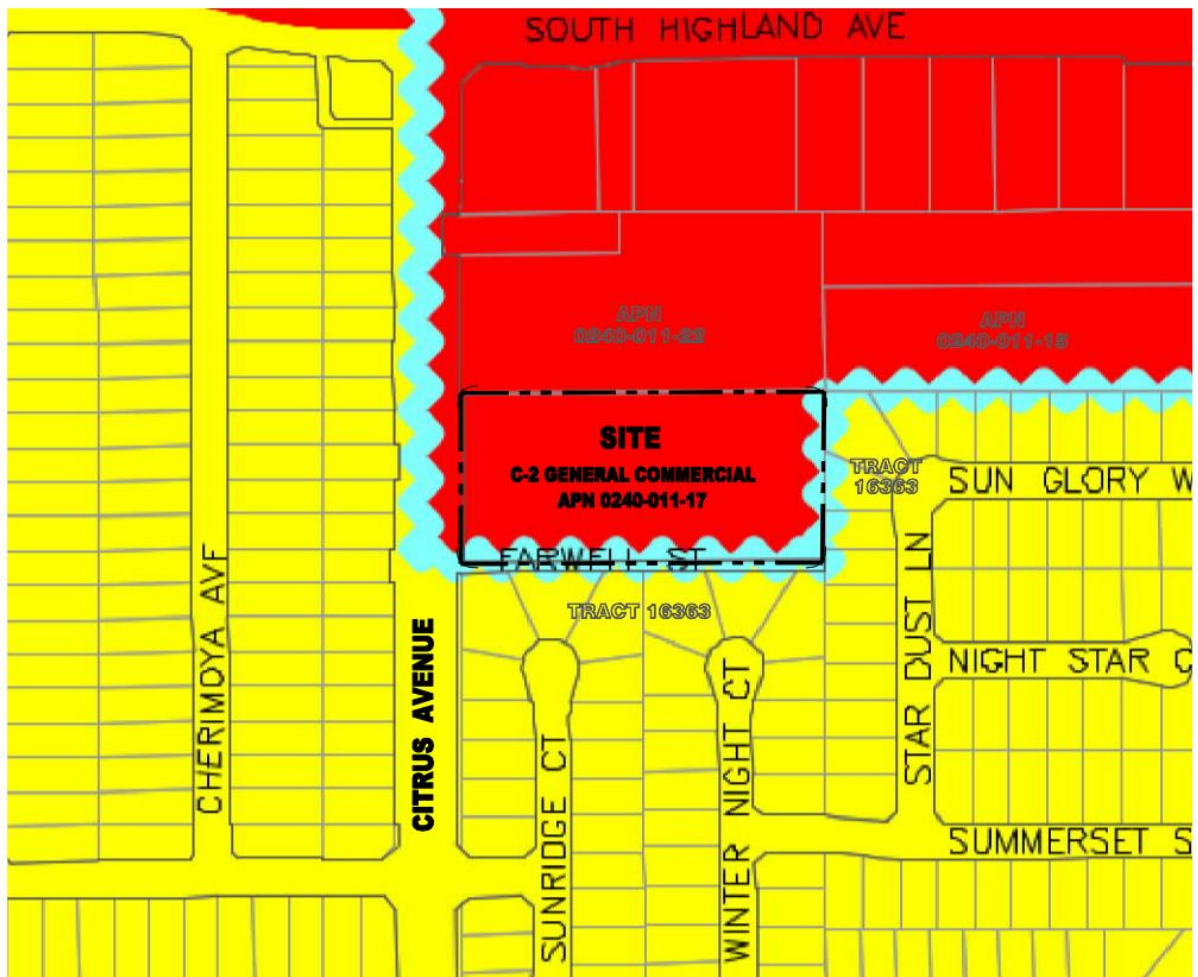 SOUTH HIGHLAND AVE
APN
0240-011-22
APN
0240-011-15
SITE
C-2 GENERAL COMMERCIAL
APN 0240-011-17
TRACT
16363
SUN GLORY W
FARWELL ST
TRACT 16363
CHERIMOYA AVE
CITRUS AVENUE
SUNRIDGE CT
WINTER NIGHT CT
STAR DUST LN
NIGHT STAR C
SUMMERSET S